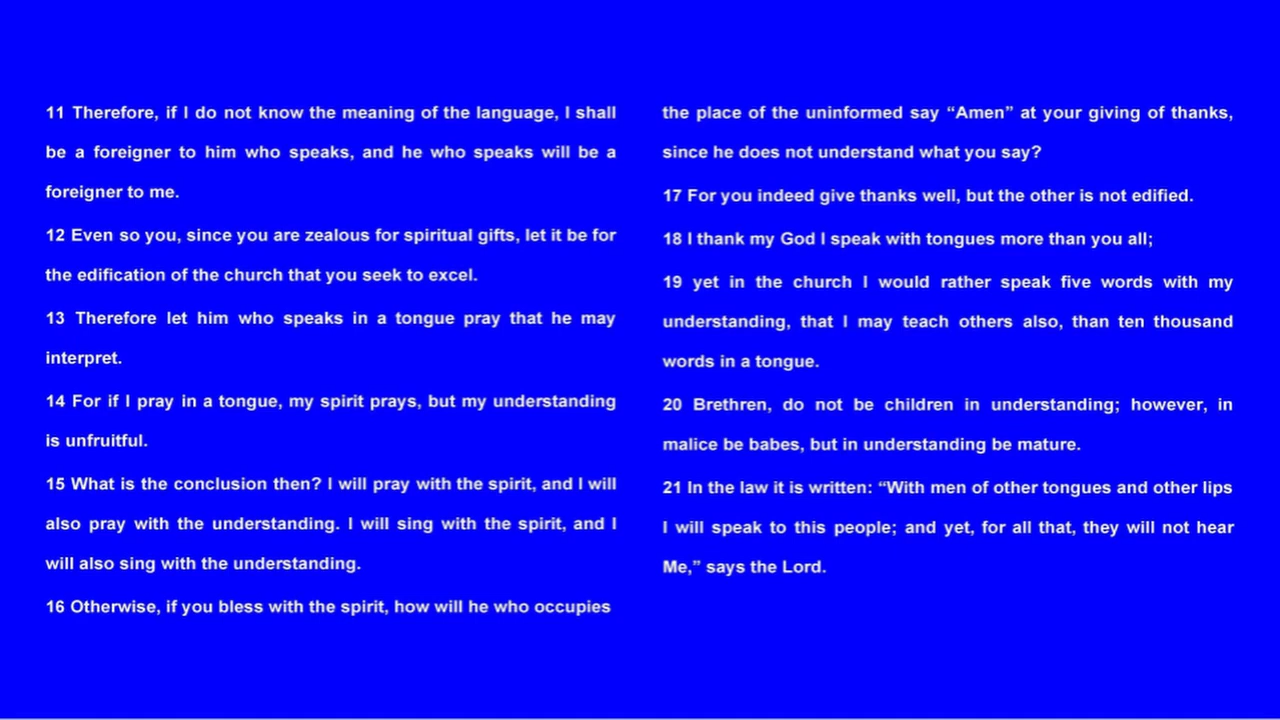 11 Therefore, if I do not know the meaning of the language, I shall
be a foreigner to him who speaks, and he who speaks will be a
foreigner to me.
12 Even so you, since you are zealous for spiritual gifts, let it be for
the edification of the church that you seek to excel.
13 Therefore let him who speaks in a tongue pray that he may
interpret.
14 For if I pray in a tongue, my spirit prays, but my understanding
is unfruitful.
15 What is the conclusion then? I will pray with the spirit, and I will
also pray with the understanding. I will sing with the spirit, and I
will also sing with the understanding.
16 Otherwise, if you bless with the spirit, how will he who occupies
the place of the uninformed say “Amen” at your giving of thanks,
since he does not understand what you say?
17 For you indeed give thanks well, but the other is not edified.
18 I thank my God I speak with tongues more than you all;
19 yet in the church I would rather speak five words with my
understanding, that I may teach others also, than ten thousand
words in a tongue.
20 Brethren, do not be children in understanding; however, in
malice be babes, but in understanding be mature.
21 In the law it is written: “With men of other tongues and other lips
I will speak to this people; and yet, for all that, they will not hear
Me,” says the Lord.